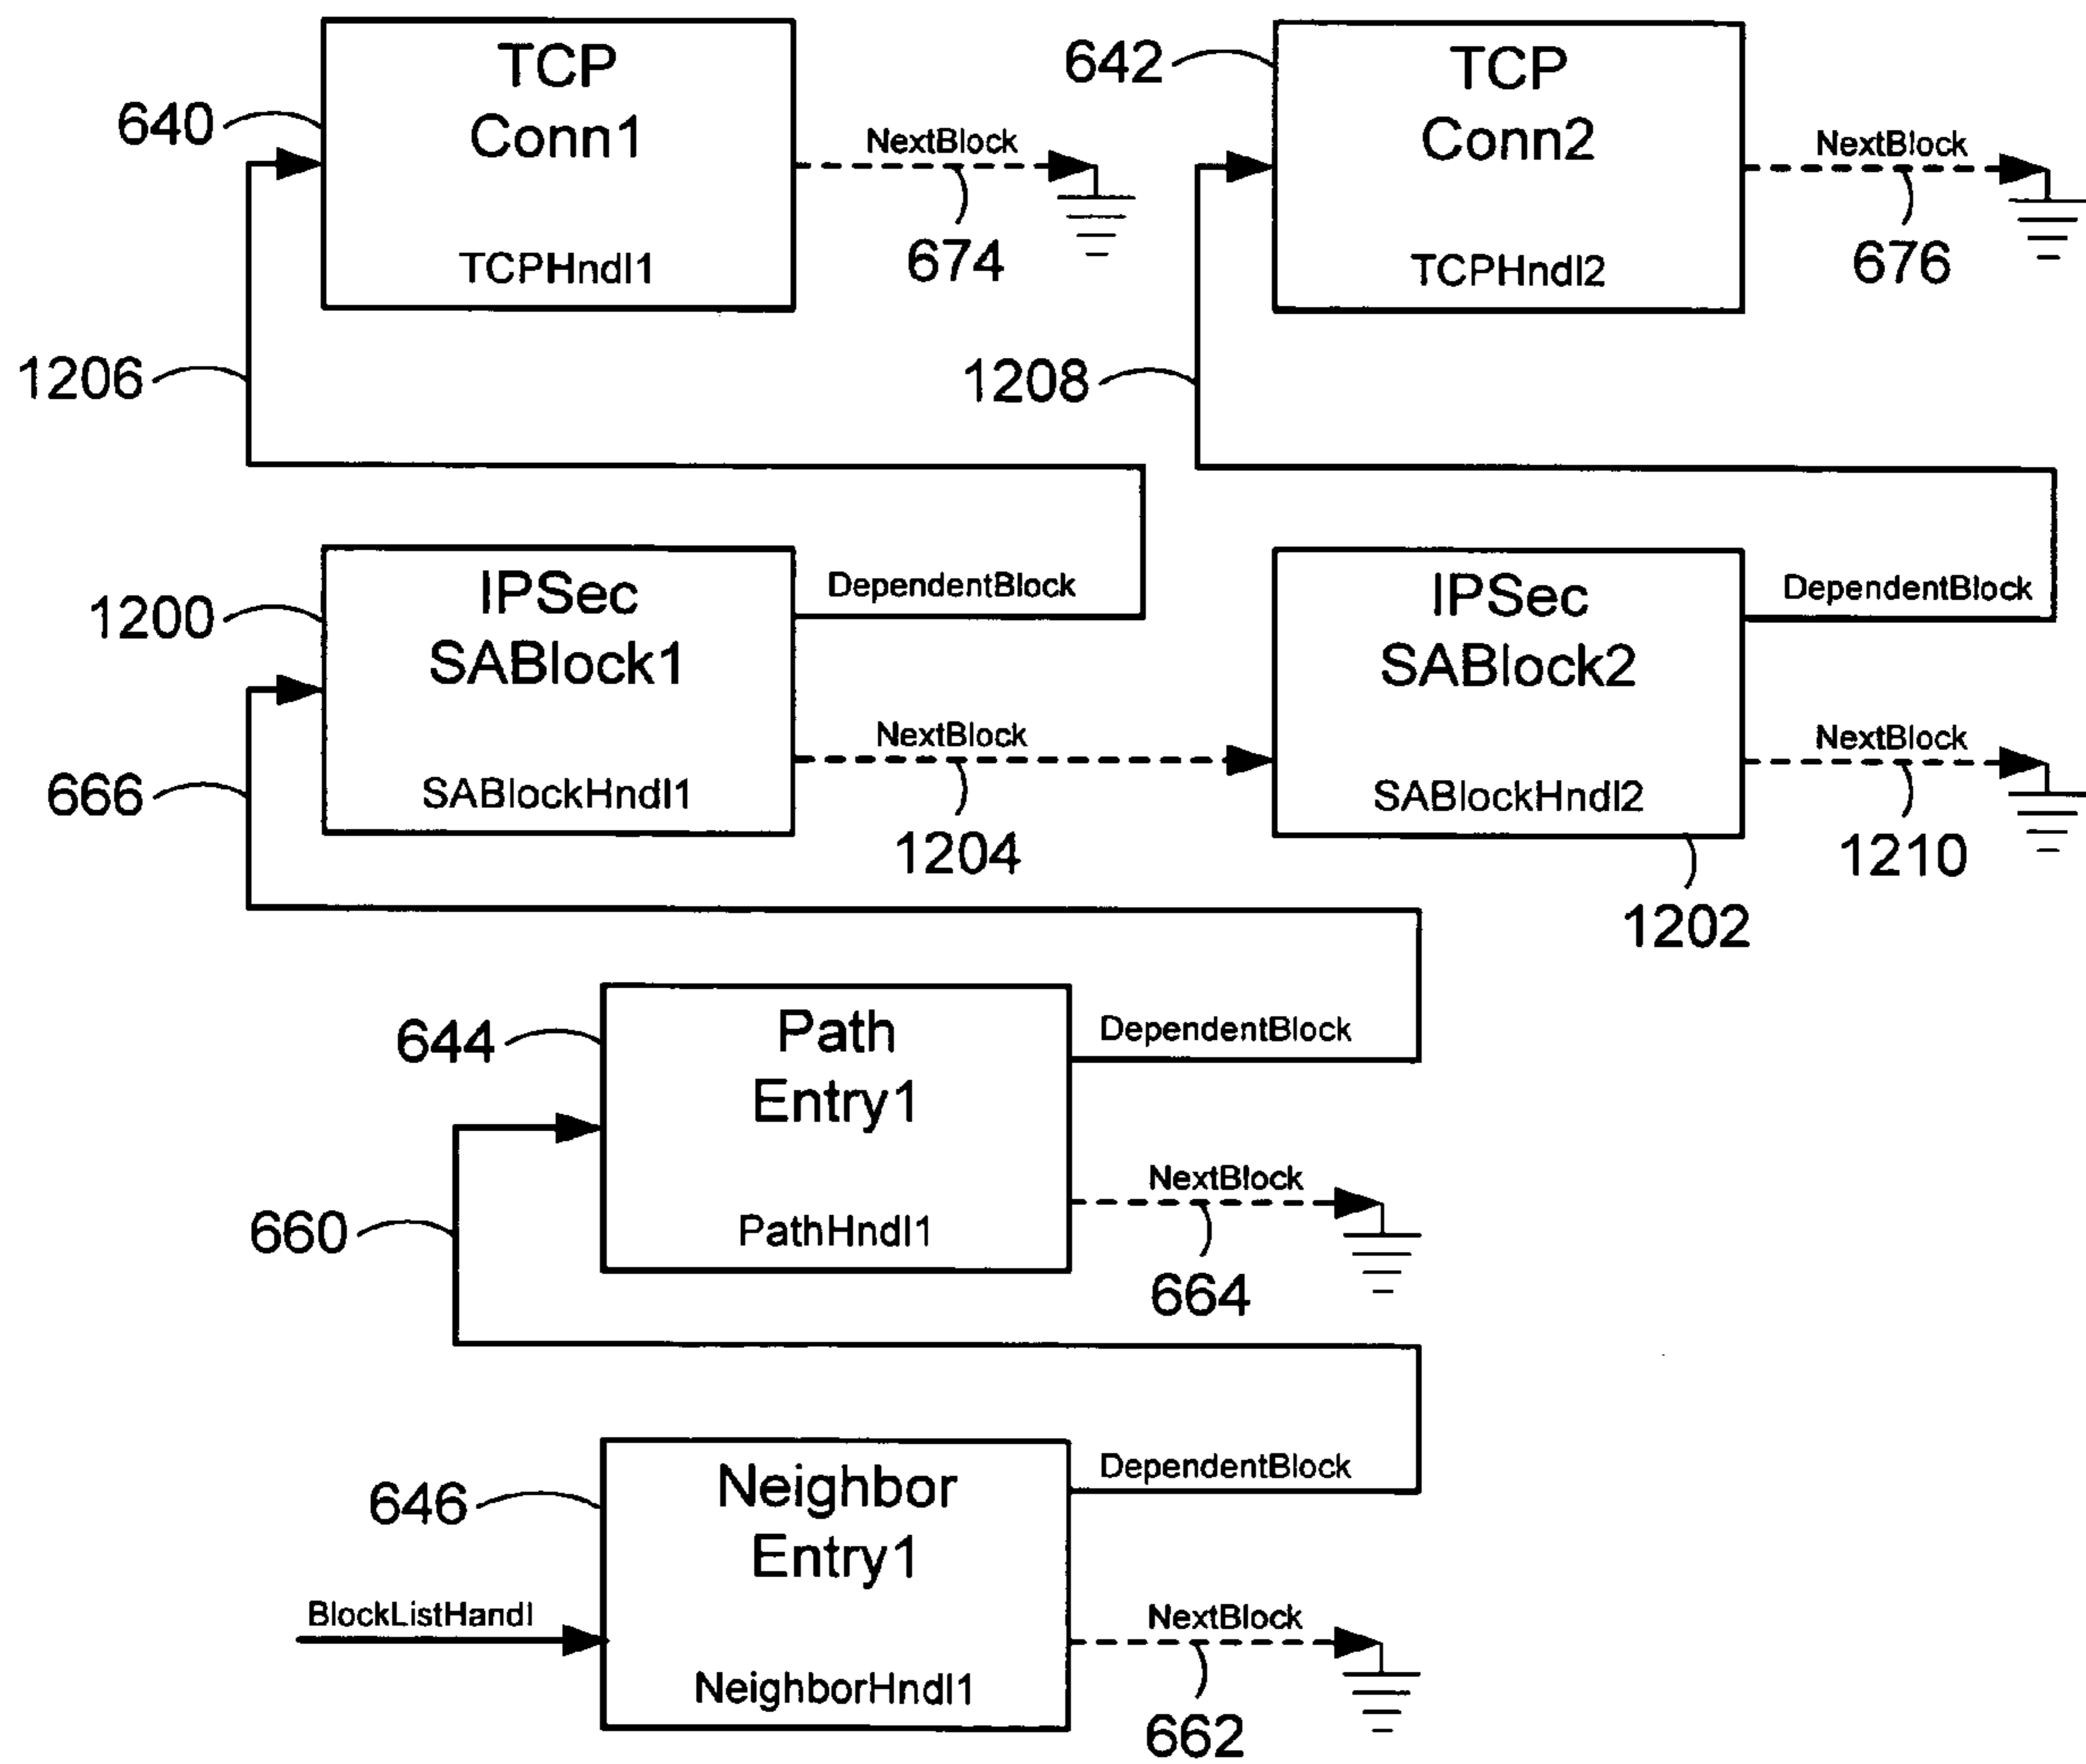 TCP
Conn1
TCPHndl1
640
NextBlock
674
1206
TCP
Conn2
TCPHndl2
642
NextBlock
676
1208
IPSec
SABlock1
SABlockHndl1
1200
DependentBlock
NextBlock
1204
666
IPSec
SABlock2
SABlockHndl2
DependentBlock
NextBlock
1210
1202
Path
Entry1
PathHndl1
644
DependentBlock
NextBlock
664
660
Neighbor
Entry1
NeighborHndl1
646
DependentBlock
BlockListHandl
NextBlock
662